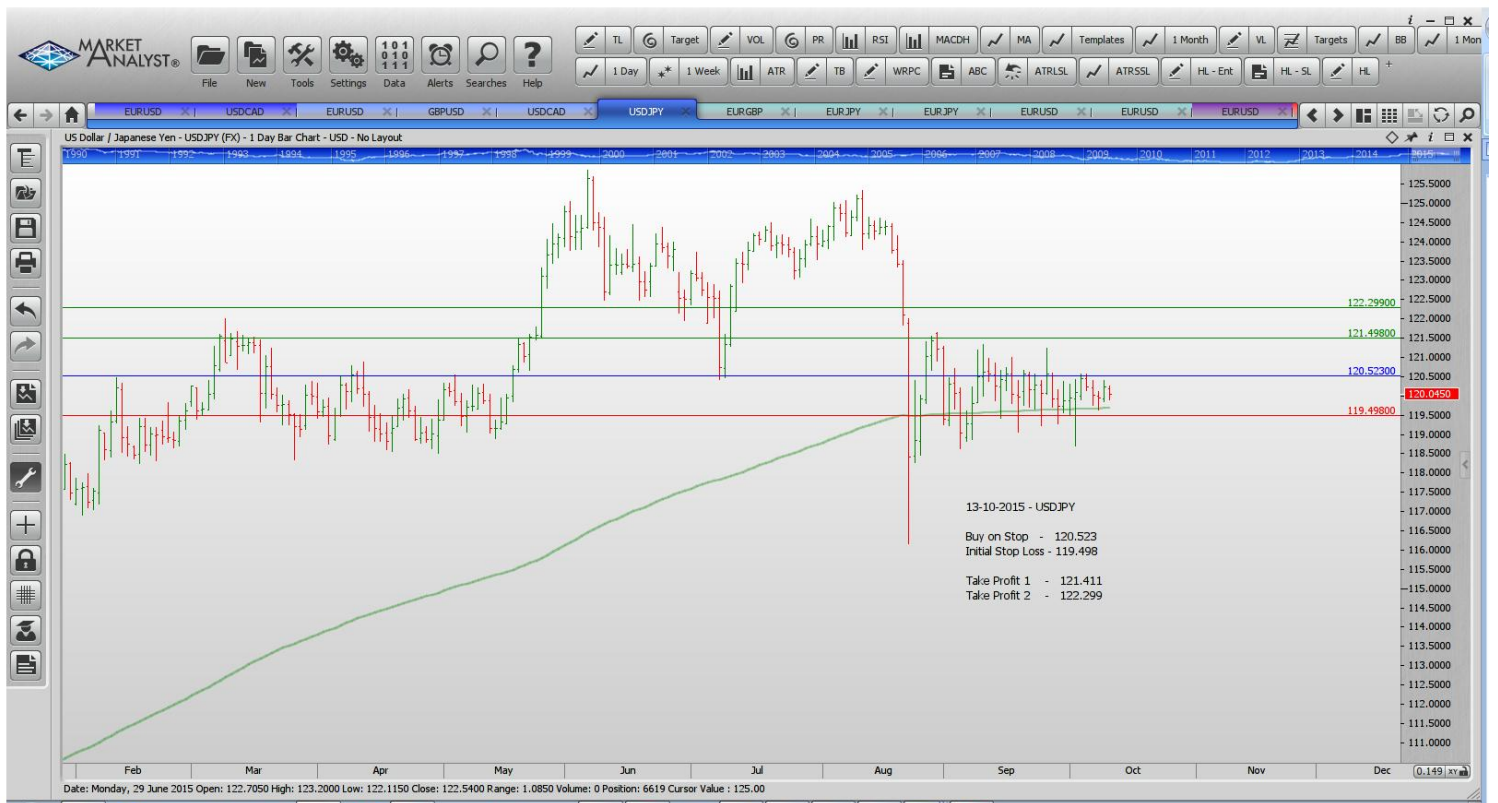 MARKET ANALYST®
File New Tools Settings Data Alerts Searches Help
TL Target VOL PR RSI MACDH MA Templates 1 Month VL Targets BB 1 Mon
1 Day 1 Week ATR TB WRPC ABC ATRLSL ATRSSL HL - Ent HL - SL HL +
EURUSD USDCAD EURUSD GBPUSD USDCAD USDJPY EURGBP EURJPY EURJPY EURUSD EURUSD EURUSD
US Dollar / Japanese Yen - USDJPY (FX) - 1 Day Bar Chart - USD - No Layout
1990 1991 1992 1993 1994 1995 1996 1997 1998 1999 2000 2001 2002 2003 2004 2005 2006 2007 2008 2009 2010 2011 2012 2013 2014 2015
125.5000
125.0000
124.5000
124.0000
123.5000
123.0000
122.5000
122.29900
122.0000
121.49800
121.5000
121.0000
120.52300
120.5000
120.0450
119.49800
119.5000
119.0000
118.5000
118.0000
117.5000
117.0000
116.5000
116.0000
115.5000
115.0000
114.5000
114.0000
113.5000
113.0000
112.5000
112.0000
111.5000
111.0000
13-10-2015 - USDJPY
Buy on Stop - 120.523
Initial Stop Loss - 119.498
Take Profit 1 - 121.411
Take Profit 2 - 122.299
Feb Mar Apr May Jun Jul Aug Sep Oct Nov Dec
0.149 XY
Date: Monday, 29 June 2015 Open: 122.7050 High: 123.2000 Low: 122.1150 Close: 122.5400 Range: 1.0850 Volume: 0 Position: 6619 Cursor Value : 125.00